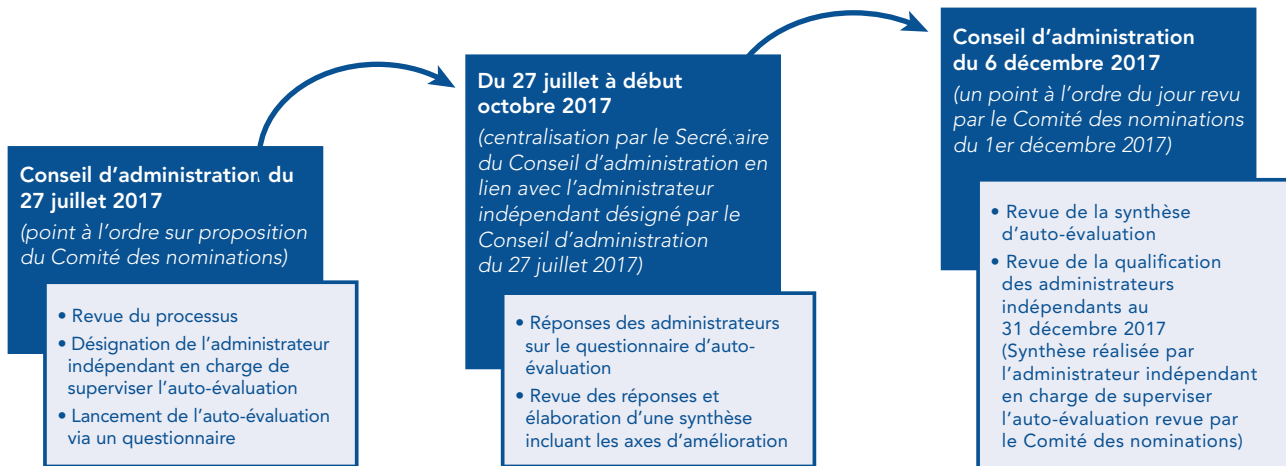 Conseil d'administration du
27 juillet 2017
(point à l'ordre sur proposition
du Comité des nominations)
• Revue du processus
• Désignation de l'administrateur
indépendant en charge de
superviser l'auto-évaluation
• Lancement de l'auto-évaluation
via un questionnaire
Du 27 juillet à début
octobre 2017
(centralisation par le Secrétaire
du Conseil d'administration en
lien avec l'administrateur
indépendant désigné par le
Conseil d'administration
du 27 juillet 2017)
• Réponses des administrateurs
sur le questionnaire d'auto-
évaluation
• Revue des réponses et
élaboration d'une synthèse
incluant les axes d'amélioration
Conseil d'administration
du 6 décembre 2017
(un point à l'ordre du jour revu
par le Comité des nominations
du 1er décembre 2017)
• Revue de la synthèse
d'auto-évaluation
• Revue de la qualification
des administrateurs
indépendants au
31 décembre 2017
(Synthèse réalisée par
l'administrateur indépendant
en charge de superviser
l'auto-évaluation revue par
le Comité des nominations)